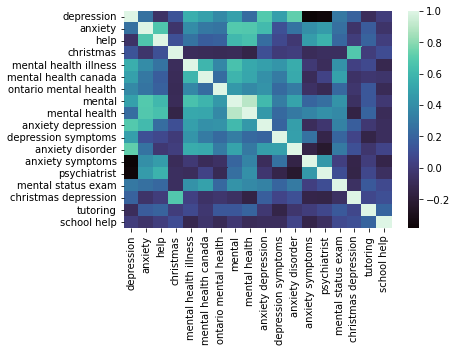 depression
anxiety
help
christmas
mental health illness
mental health canada
ontario mental health
mental
mental health
anxiety depression
depression symptoms
anxiety disorder
anxiety symptoms
psychiatrist
mental status exam
christmas depression
tutoring
school help
depression
anxiety
help
christmas
mental health illness
mental health canada
ontario mental health
mental
mental health
anxiety depression
depression symptoms
anxiety disorder
anxiety symptoms
psychiatrist
mental status exam
christmas depression
tutoring
school help
1.0
0.8
0.6
0.4
0.2
0.0
−0.2